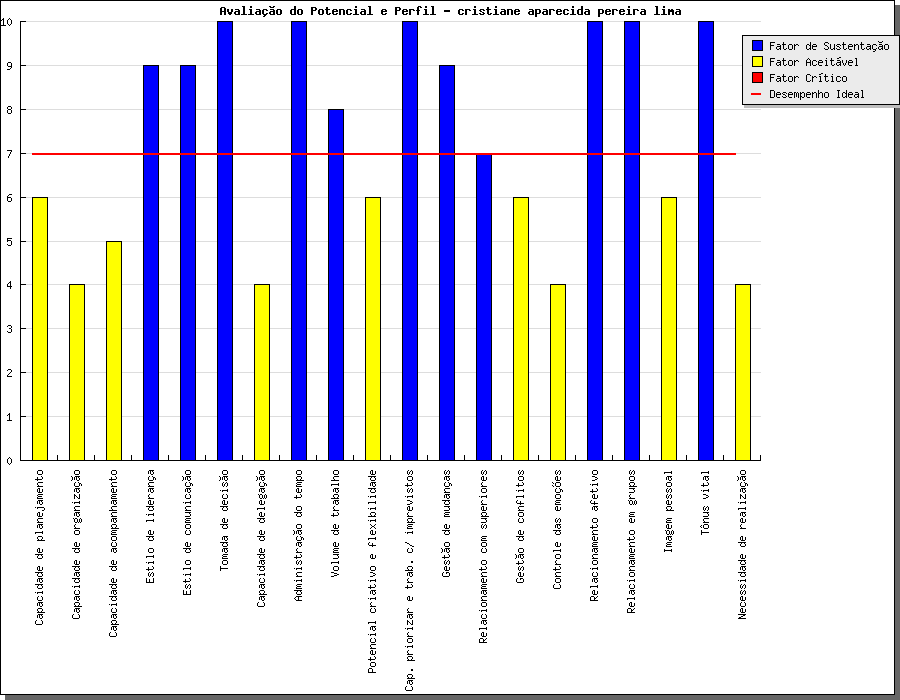 Avaliação do Potencial e Perfil - cristiane aparecida pereira lima
Fator de Sustentação
Fator Aceitável
Fator Crítico
Desempenho Ideal
10
9
8
7
6
5
4
3
2
1
0
Capacidade de planejamento
Capacidade de organização
Capacidade de acompanhamento
Estilo de liderança
Estilo de comunicação
Tomada de decisão
Capacidade de delegação
Administração do tempo
Volume de trabalho
Potencial criativo e flexibilidade
Cap. priorizar e trab. c/ imprevistos
Gestão de mudanças
Relacionamento com superiores
Gestão de conflitos
Controle das emoções
Relacionamento afetivo
Relacionamento em grupos
Imagem pessoal
Tônus vital
Necessidade de realização